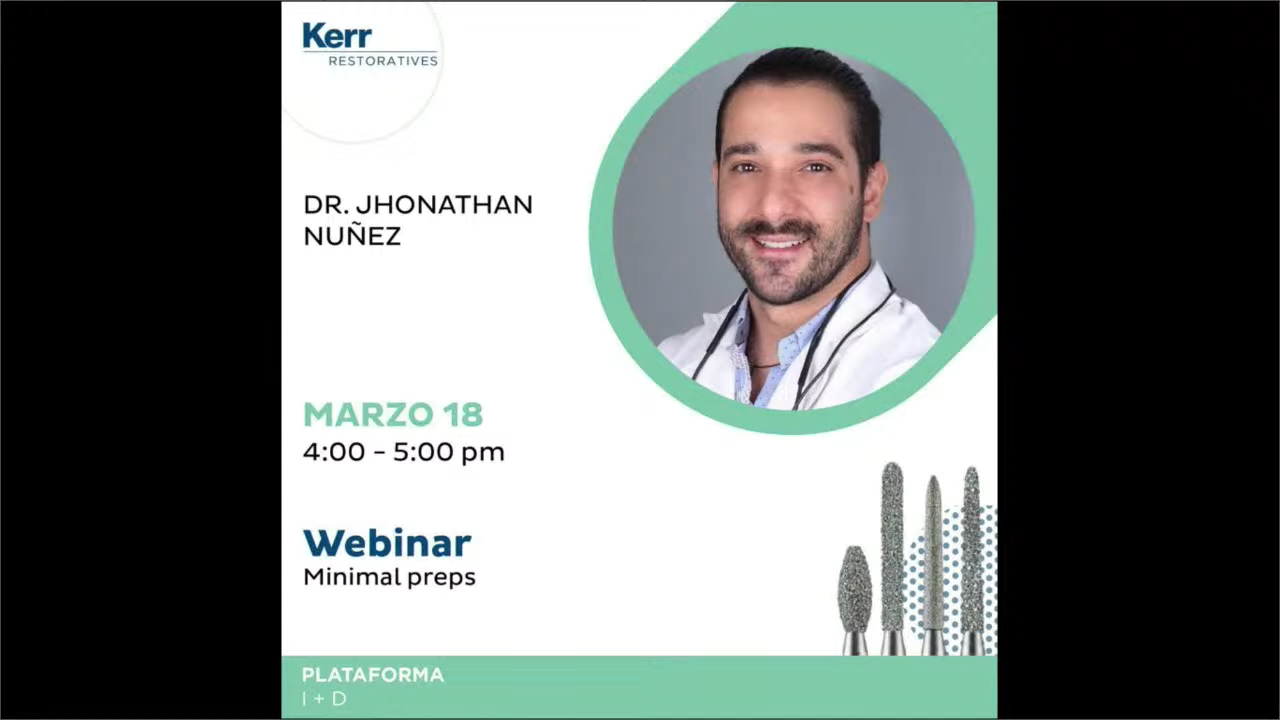 Kerr
RESTORATIVES
DR. JHONATHAN
NUÑEZ
MARZO 18
4:00 - 5:00 pm
Webinar
Minimal preps
PLATAFORMA
I + D